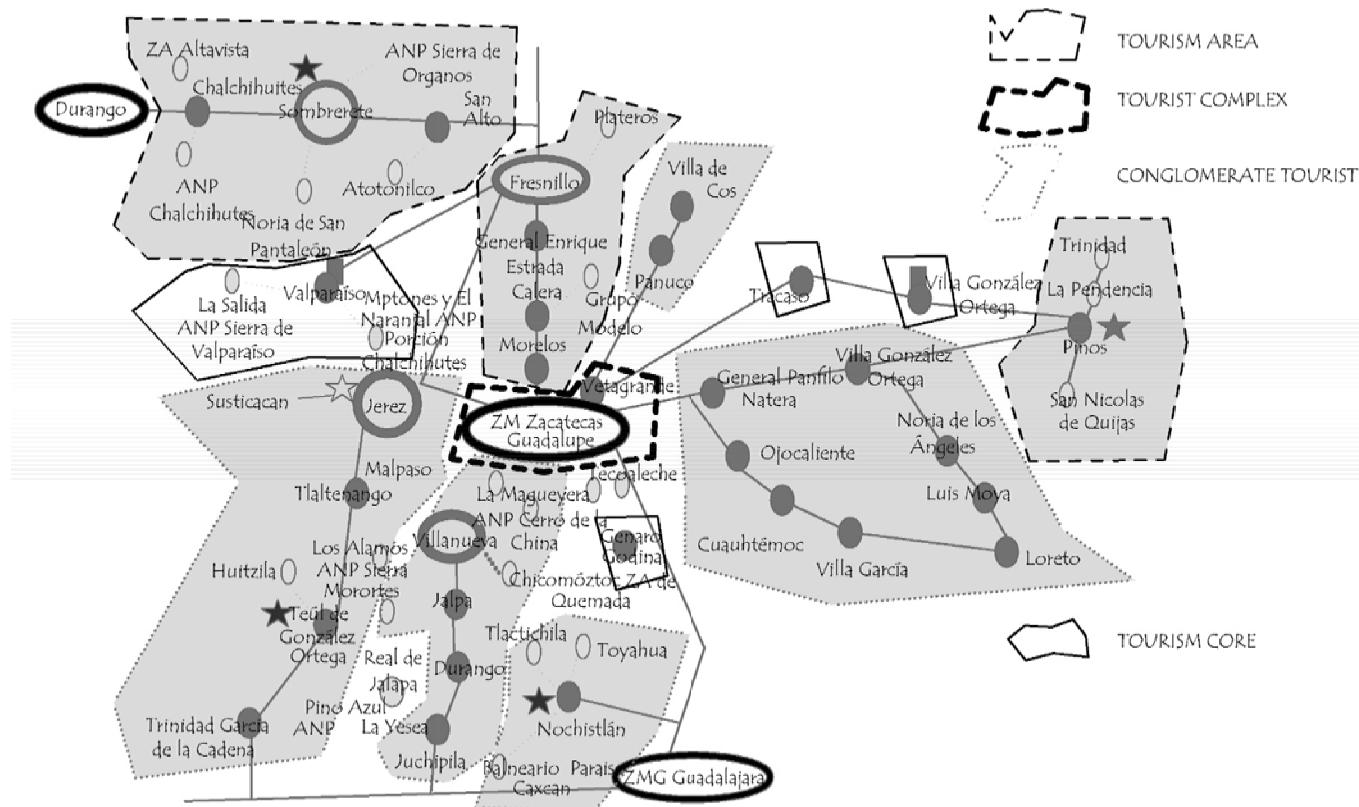 ZA Altavista
ANP Sierra de
Organos
Chalchihuites
Durango
Sombrerete
San
Alto
ANP
Chalchihutes
Noria de San
Pantaleón
Atotonilco
Plateros
Fresnillo
Villa de
Cos
General Enrique
Estrada
Calera
Grupo
Modelo
Morelos
Panuco
La Salida
ANP Sierra de
Valparaíso
Valparaíso
Mptones y El
Naranjal ANP
Porción
Chalchihutes
Tracaso
Villa González
Ortega
Trinidad
La Pendencia
Pinos
San Nicolas
de Quijas
Susticacan
Jerez
Vetagrande
ZM Zacatecas
Guadalupe
General Panfilo
Natera
Villa González
Ortega
Noria de los
Ángeles
Ojocaliente
Luis Moya
Cuauhtémoc
Villa García
Loreto
Malpaso
Tlaltenango
La Magueyera
ANP Cerro de la
China
Villanueva
Tecoaleche
Genaro
Codina
Chicomóztoc ZA de
Quemada
Los Alamos
ANP Sierra
Morortes
Huitzila
Teúl de
González
Ortega
Jalpa
Durango
Real de
Jalapa
Pino Azul
ANP
La Yesea
Juchipila
Trinidad García
de la Cadena
Tlactichila
Toyahua
Nochistlán
Balneario Parais
Caxcan
ZMG Guadalajara
TOURISM AREA
TOURIST COMPLEX
CONGLOMERATE TOURIST
TOURISM CORE